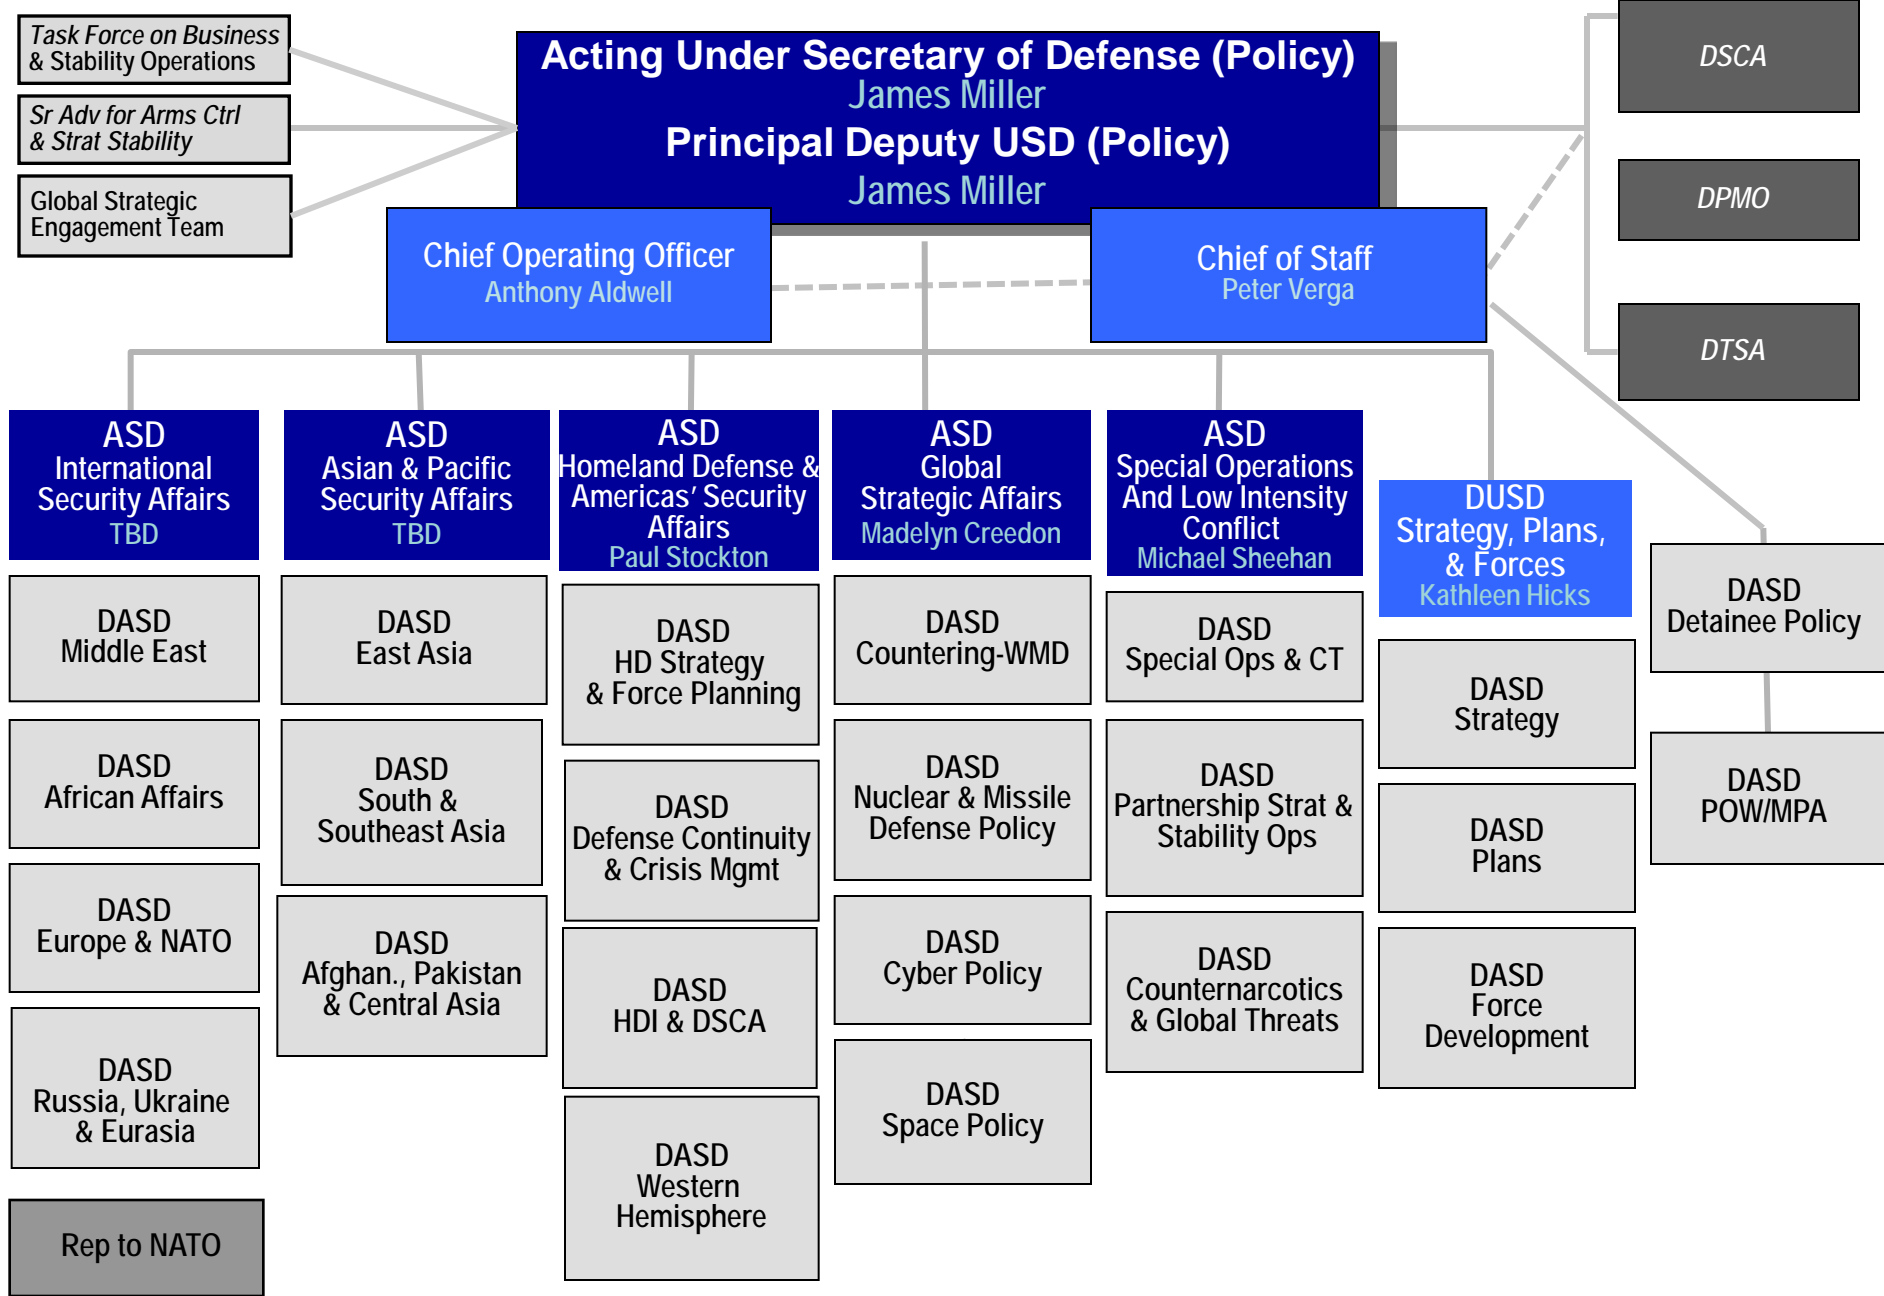 Task Force on Business
& Stability Operations
Sr Adv for Arms Ctrl
& Strat Stability
Global Strategic
Engagement Team
Acting Under Secretary of Defense (Policy)
James Miller
Principal Deputy USD (Policy)
James Miller
Chief Operating Officer
Anthony Aldwell
Chief of Staff
Peter Verga
DSCA
DPMO
DTSA
ASD
International
Security Affairs
TBD
DASD
Middle East
DASD
African Affairs
DASD
Europe & NATO
DASD
Russia, Ukraine
& Eurasia
Rep to NATO
ASD
Asian & Pacific
Security Affairs
TBD
DASD
East Asia
DASD
South &
Southeast Asia
DASD
Afghan., Pakistan
& Central Asia
ASD
Homeland Defense &
Americas’ Security
Affairs
Paul Stockton
DASD
HD Strategy
& Force Planning
DASD
Defense Continuity
& Crisis Mgmt
DASD
HDI & DSCA
DASD
Western
Hemisphere
ASD
Global
Strategic Affairs
Madelyn Creedon
DASD
Countering-WMD
DASD
Nuclear & Missile
Defense Policy
DASD
Cyber Policy
DASD
Space Policy
ASD
Special Operations
And Low Intensity
Conflict
Michael Sheehan
DASD
Special Ops & CT
DASD
Partnership Strat &
Stability Ops
DASD
Counternarcotics
& Global Threats
DUSD
Strategy, Plans,
& Forces
Kathleen Hicks
DASD
Strategy
DASD
Plans
DASD
Force
Development
DASD
Detainee Policy
DASD
POW/MPA